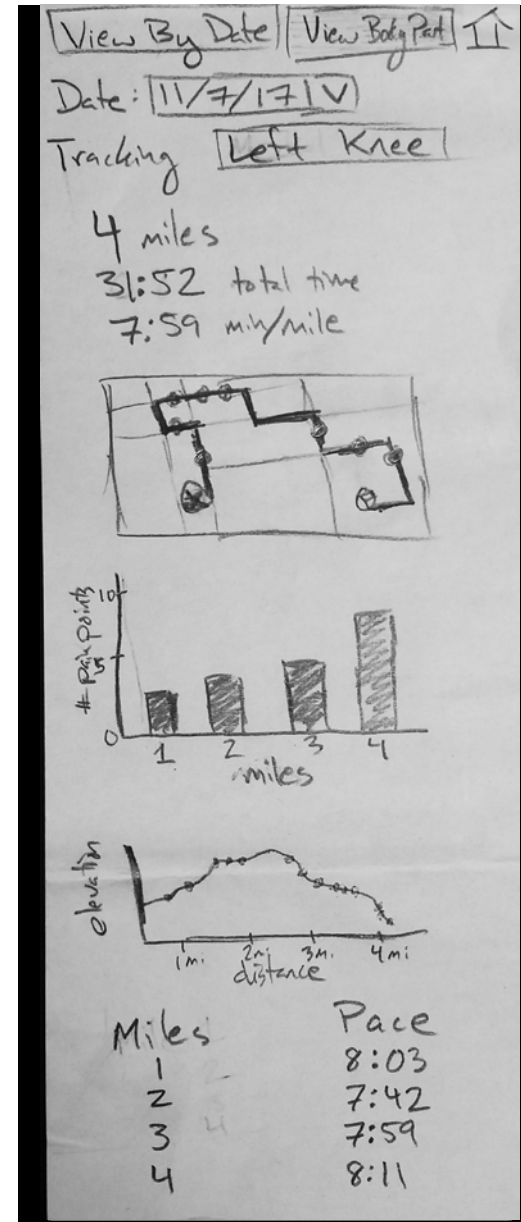 View By Date View Body Part
Date: 11/7/17 V
Tracking Left Knee
4 miles
31:52 total time
7:59 min/mile
# pain points
10
5
0
1 2 3 4
miles
elevation
1mi. 2mi 3mi. 4mi
distance
Miles Pace
1 8:03
2 7:42
3 7:59
4 8:11